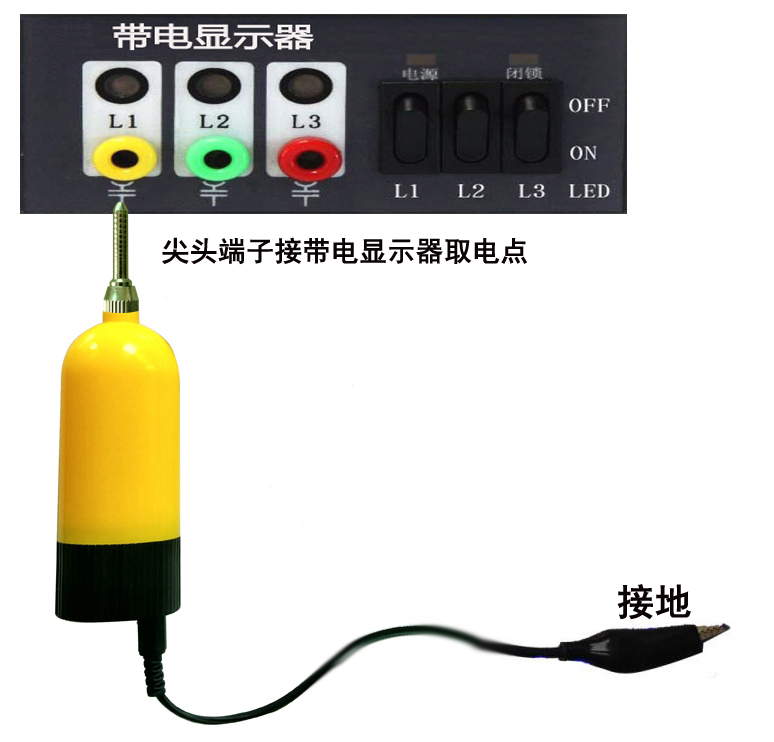 带电显示器
电源 闭锁
L1 L2 L3
OFF
ON
L1 L2 L3 LED
尖头端子接带电显示器取电点
接地